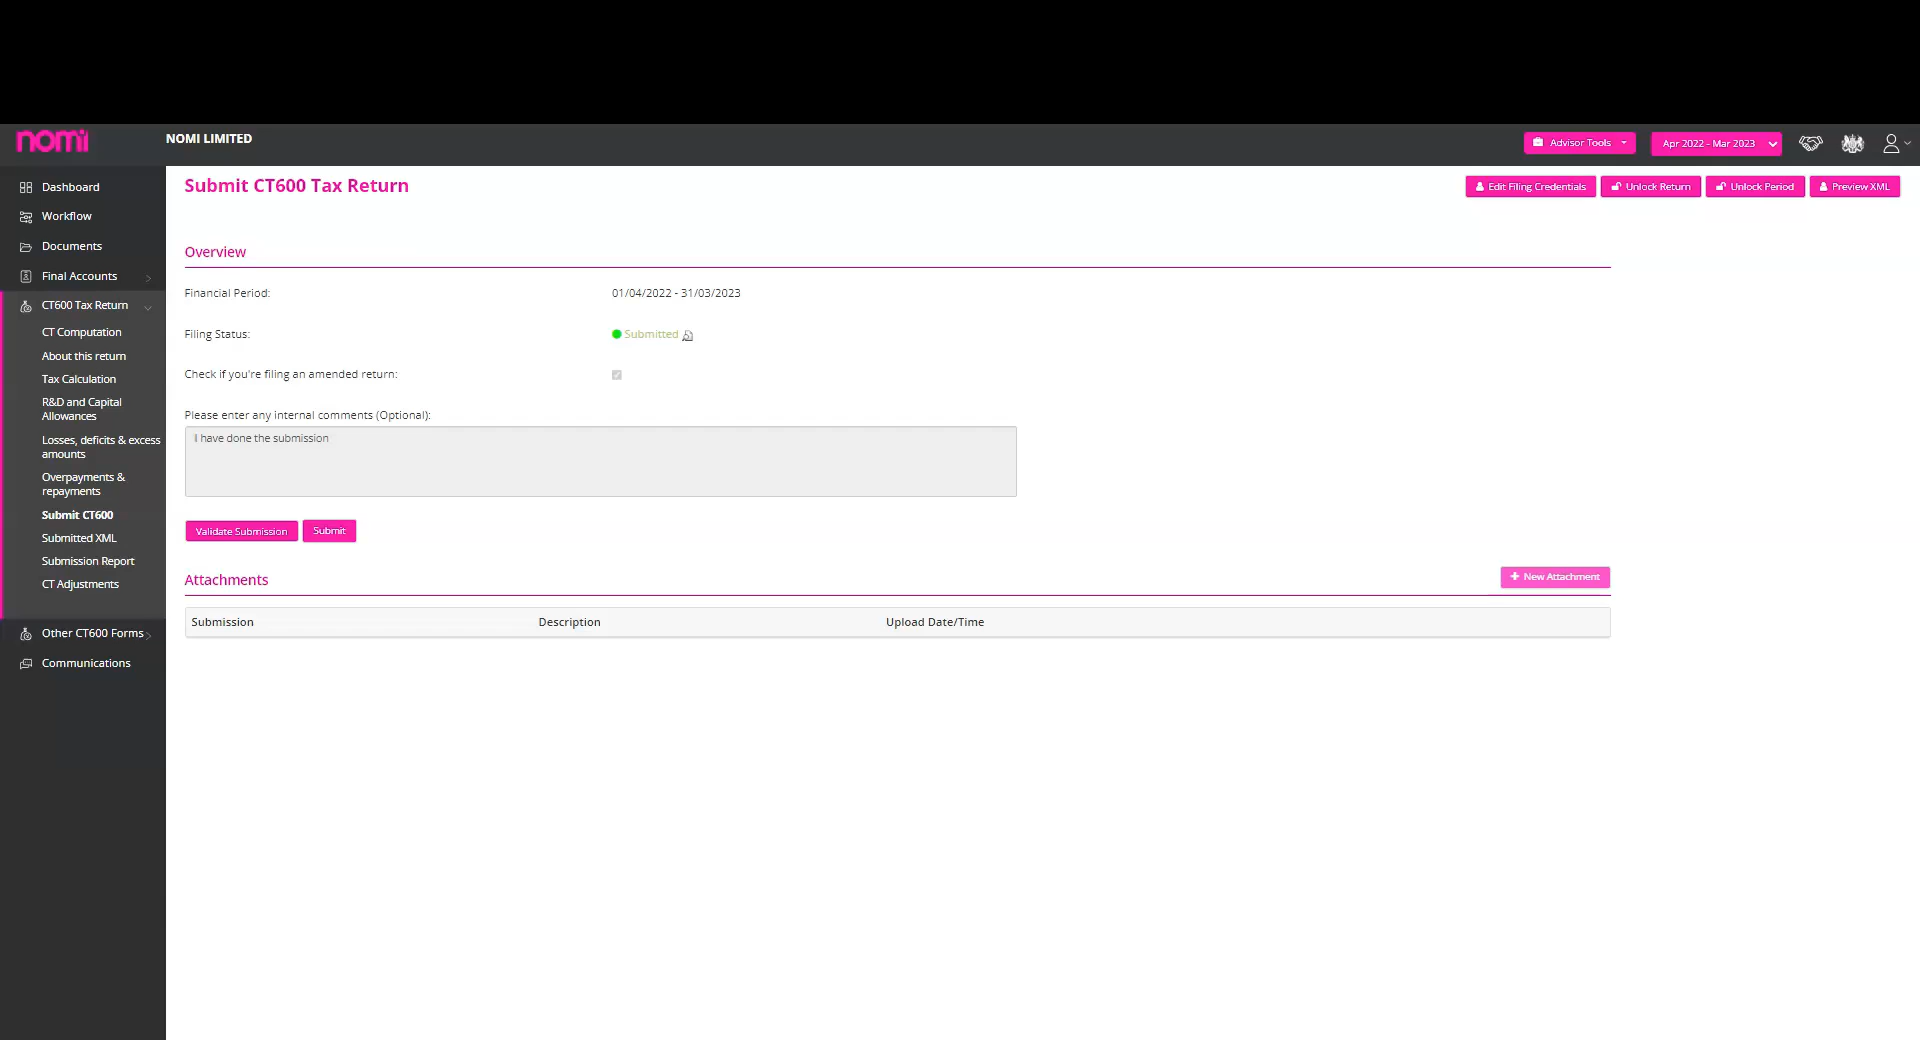 nomi
NOMI LIMITED
Advisor Tools
Apr 2022 - Mar 2023
Dashboard
Workflow
Documents
Final Accounts
CT600 Tax Return
CT Computation
About this return
Tax Calculation
R&D and Capital
Allowances
Losses, deficits & excess
amounts
Overpayments &
repayments
Submit CT600
Submitted XML
Submission Report
CT Adjustments
Other CT600 Forms
Communications
Submit CT600 Tax Return
Edit Filing Credentials
Unlock Return
Unlock Period
Preview XML
Overview
Financial Period: 01/04/2022 - 31/03/2023
Filing Status: Submitted
Check if you're filing an amended return:
Please enter any internal comments (Optional):
I have done the submission
Validate Submission
Submit
Attachments
New Attachment
Submission Description Upload Date/Time